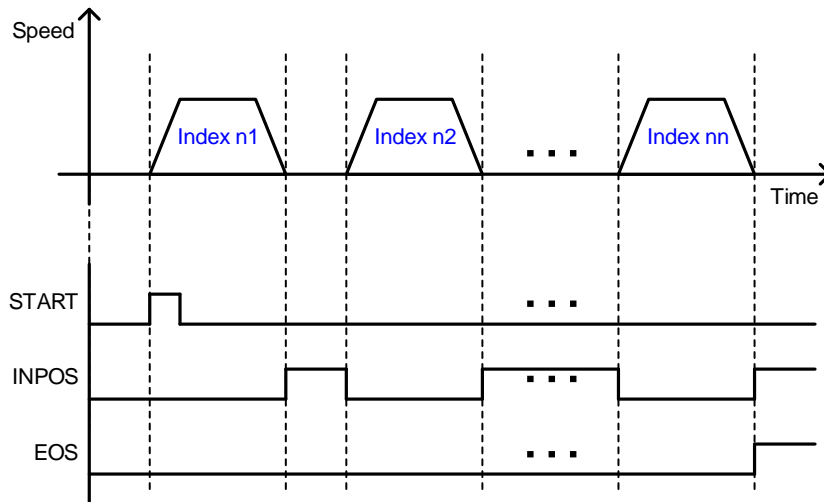 Speed
Index n1
Index n2
Index nn
Time
START
INPOS
EOS